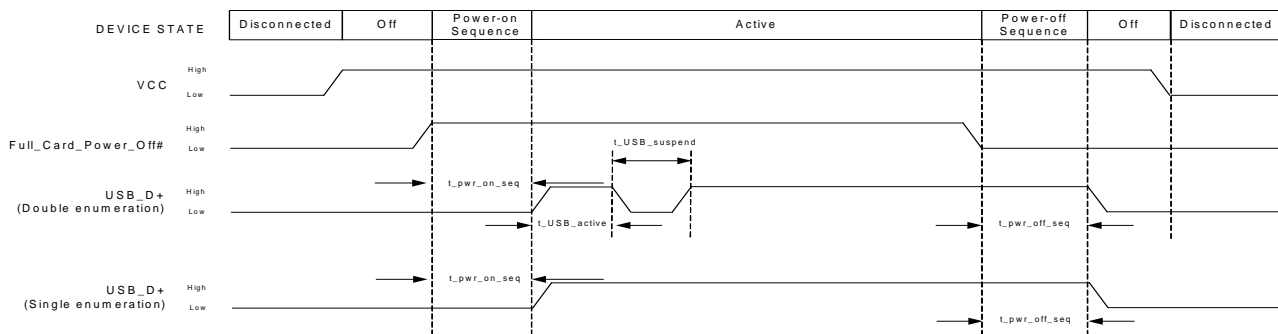 DEVICE STATE
Disconnected
Off
Power-on
Sequence
Active
Power-off
Sequence
Off
Disconnected
VCC
High
Low
Full_Card_Power_Off#
High
Low
t_USB_suspend
USB_D+
(Double enumeration)
High
Low
t_pwr_on_seq
t_USB_active
t_pwr_off_seq
USB_D+
(Single enumeration)
High
Low
t_pwr_on_seq
t_pwr_off_seq